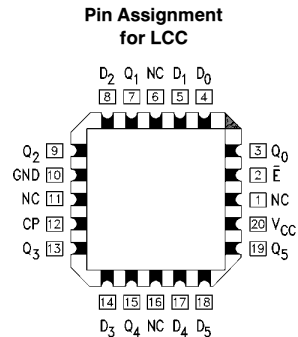 Pin Assignment
for LCC
D2 Q1 NC D1 D0
8 7 6 5 4
Q2 9
GND 10
NC 11
CP 12
Q3 13
3 Q0
2 E̅
1 NC
20 VCC
19 Q5
14 15 16 17 18
D3 Q4 NC D4 D5